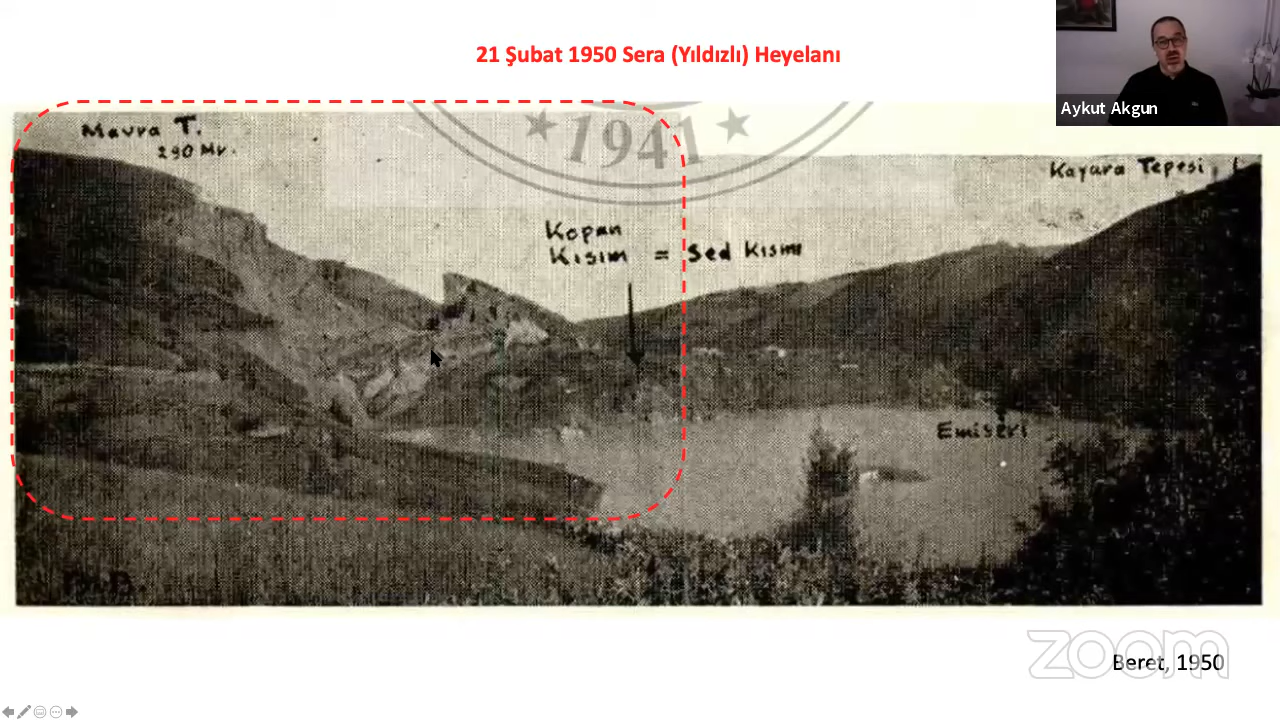 21 Şubat 1950 Sera (Yıldızlı) Heyelanı
Aykut Akgun
1941
Mavra T.
290 Mr.
Kayara Tepesi
Kopan
Kısım = Sed Kısmı
Emiseri
zoom
Beret, 1950